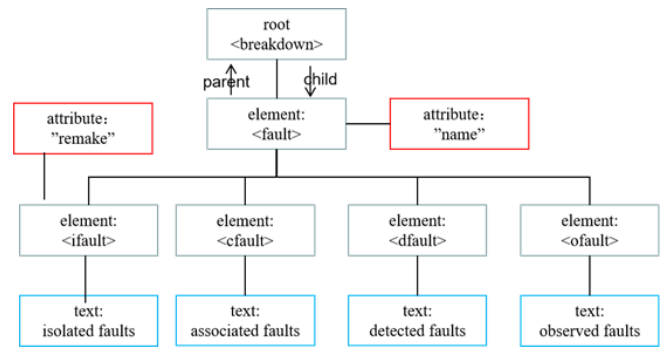 root
<breakdown>
parent
child
attribute：
”remake”
element:
<fault>
attribute：
”name”
element:
<ifault>
element:
<cfault>
element:
<dfault>
element:
<ofault>
text:
isolated faults
text:
associated faults
text:
detected faults
text:
observed faults